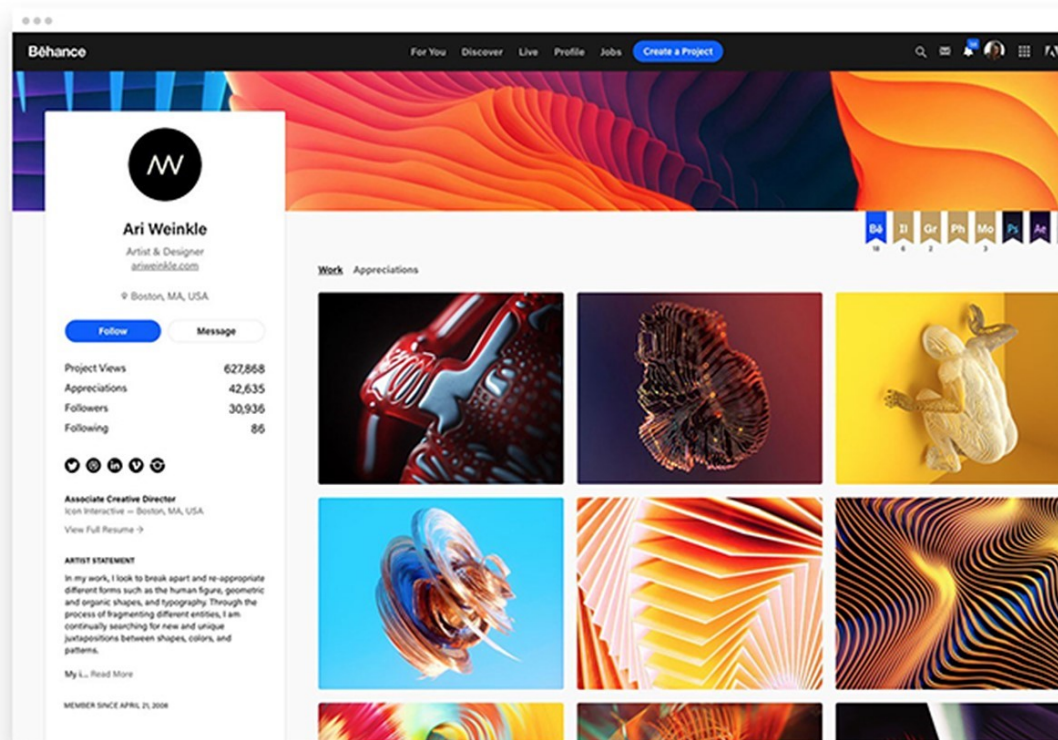 Bēhance
For You Discover Live Profile Jobs Create a Project
Ari Weinkle
Artist & Designer
ariweinkle.com
Boston, MA, USA
Follow Message
Project Views 627,868
Appreciations 42,635
Followers 30,936
Following 86
Associate Creative Director
Icon Interactive — Boston, MA, USA
View Full Resume →
ARTIST STATEMENT
In my work, I look to break apart and re-appropriate
different forms such as the human figure, geometric
and organic shapes, and typography. Through the
process of fragmenting different entities, I am
continually searching for new and unique
juxtapositions between shapes, colors, and
patterns.
My i... Read More
MEMBER SINCE APRIL 21, 2008
Bē Il Gr Ph Mo Ps Ae
18 6 2 3
Work Appreciations